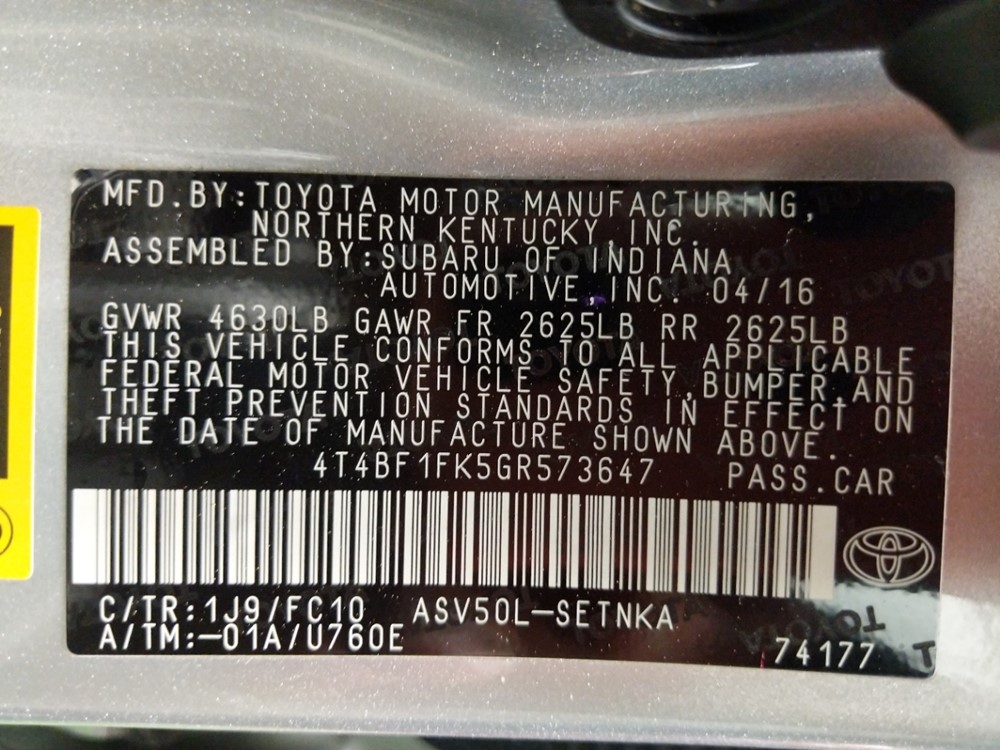 MFD.BY:TOYOTA MOTOR MANUFACTURING,
NORTHERN KENTUCKY, INC.
ASSEMBLED BY:SUBARU OF INDIANA
AUTOMOTIVE, INC. 04/16
GVWR 4630LB GAWR FR 2625LB RR 2625LB
THIS VEHICLE CONFORMS TO ALL APPLICABLE
FEDERAL MOTOR VEHICLE SAFETY,BUMPER,AND
THEFT PREVENTION STANDARDS IN EFFECT ON
THE DATE OF MANUFACTURE SHOWN ABOVE.
4T4BF1FK5GR573647 PASS.CAR
C/TR:1J9/FC10 ASV50L-SETNKA
A/TM:-01A/U760E
74177